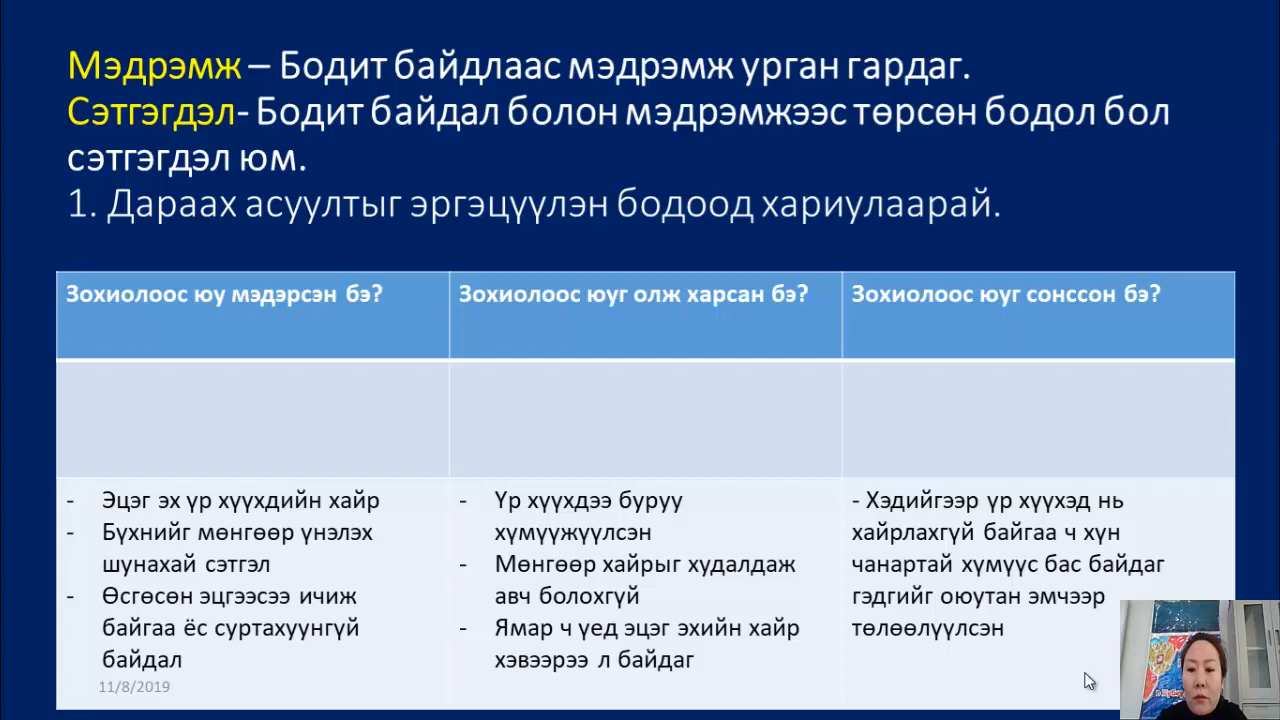 Мэдрэмж – Бодит байдлаас мэдрэмж урган гардаг.
Сэтгэгдэл- Бодит байдал болон мэдрэмжээс төрсөн бодол бол
сэтгэгдэл юм.
1. Дараах асуултыг эргэцүүлэн бодоод хариулаарай.
Зохиолоос юу мэдэрсэн бэ?
Зохиолоос юуг олж харсан бэ?
Зохиолоос юуг сонссон бэ?
- Эцэг эх үр хүүхдийн хайр
- Бүхнийг мөнгөөр үнэлэх
шунахай сэтгэл
- Өсгөсөн эцгээсээ ичиж
байгаа ёс суртахуунгүй
байдал
- Үр хүүхдээ буруу
хүмүүжүүлсэн
- Мөнгөөр хайрыг худалдаж
авч болохгүй
- Ямар ч үед эцэг эхийн хайр
хэвээрээ л байдаг
- Хэдийгээр үр хүүхэд нь
хайрлахгүй байгаа ч хүн
чанартай хүмүүс бас байдаг
гэдгийг оюутан эмчээр
төлөөлүүлсэн
11/8/2019